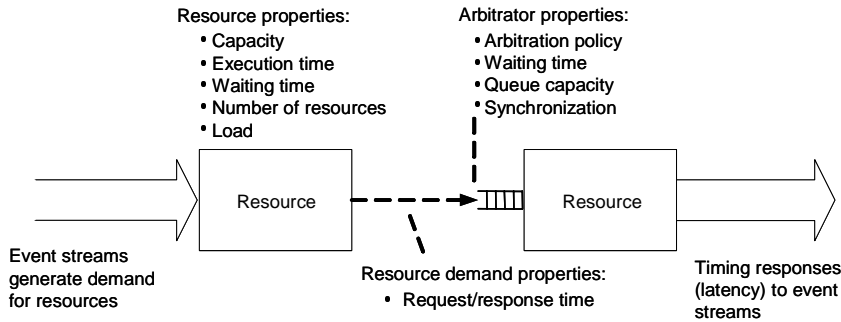 Resource properties:
• Capacity
• Execution time
• Waiting time
• Number of resources
• Load
Arbitrator properties:
• Arbitration policy
• Waiting time
• Queue capacity
• Synchronization
Resource
Resource
Event streams
generate demand
for resources
Resource demand properties:
• Request/response time
Timing responses
(latency) to event
streams